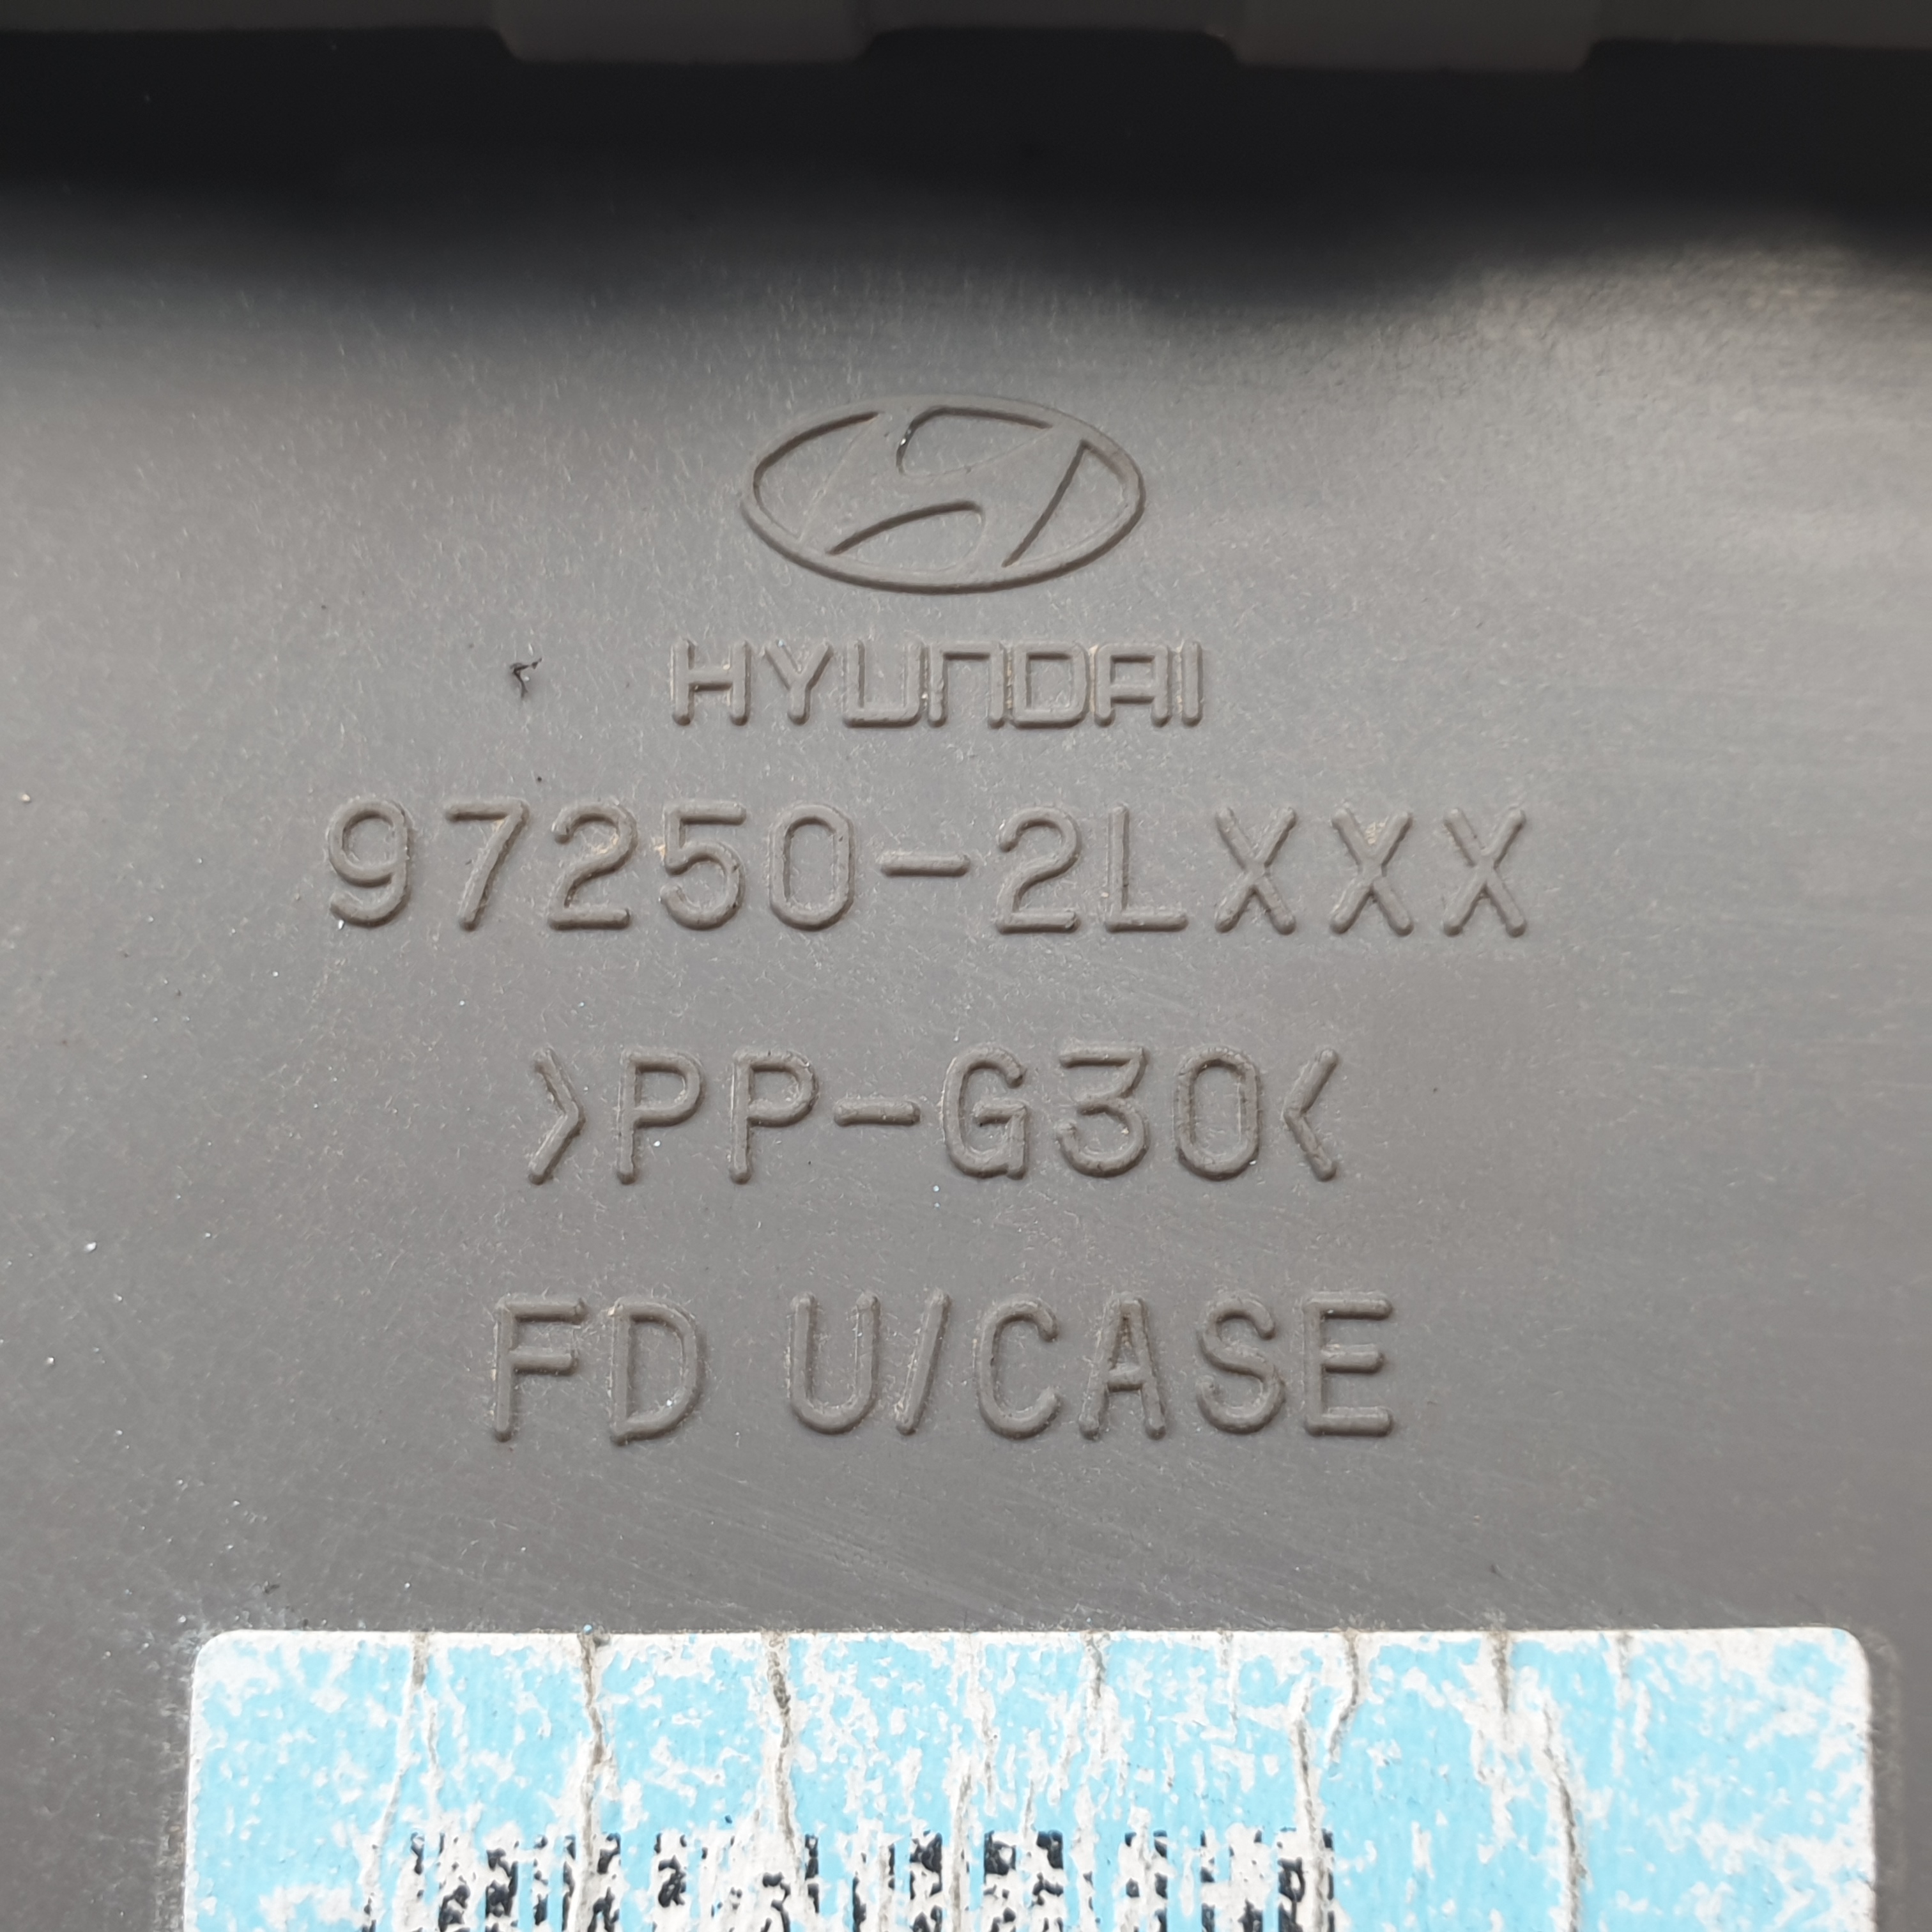 HYUNDAI
97250-2LXXX
>PP-G30<
FD U/CASE